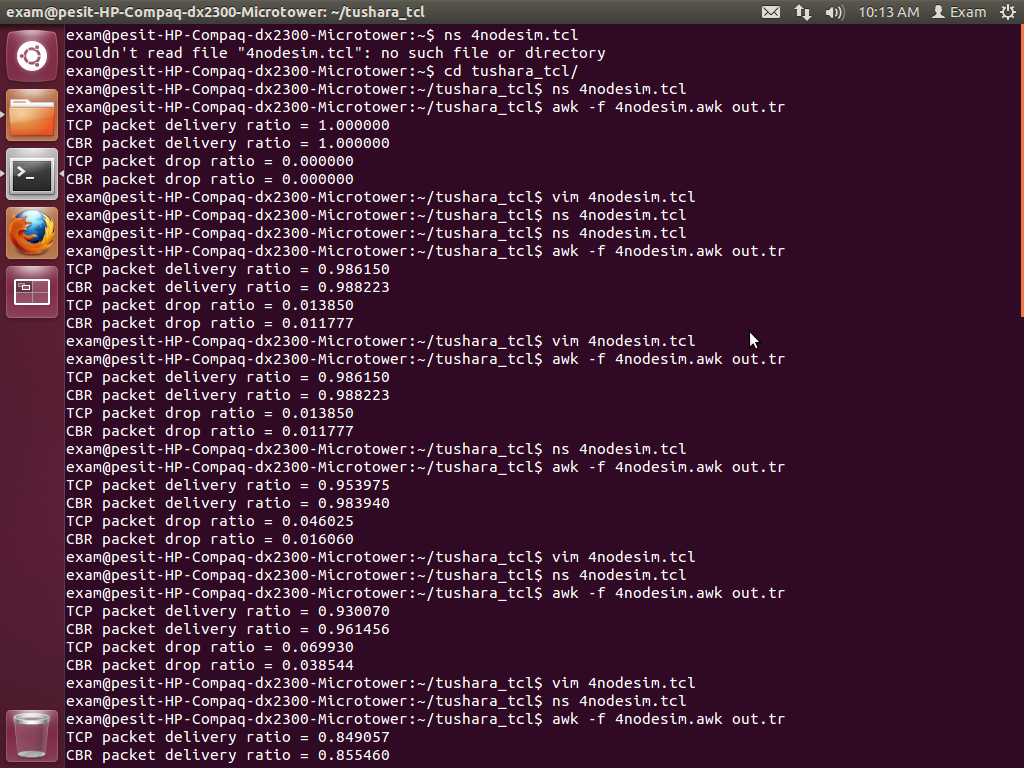 exam@pesit-HP-Compaq-dx2300-Microtower: ~/tushara_tcl 10:13 AM Exam
exam@pesit-HP-Compaq-dx2300-Microtower:~$ ns 4nodesim.tcl
couldn't read file "4nodesim.tcl": no such file or directory
exam@pesit-HP-Compaq-dx2300-Microtower:~$ cd tushara_tcl/
exam@pesit-HP-Compaq-dx2300-Microtower:~/tushara_tcl$ ns 4nodesim.tcl
exam@pesit-HP-Compaq-dx2300-Microtower:~/tushara_tcl$ awk -f 4nodesim.awk out.tr
TCP packet delivery ratio = 1.000000
CBR packet delivery ratio = 1.000000
TCP packet drop ratio = 0.000000
CBR packet drop ratio = 0.000000
exam@pesit-HP-Compaq-dx2300-Microtower:~/tushara_tcl$ vim 4nodesim.tcl
exam@pesit-HP-Compaq-dx2300-Microtower:~/tushara_tcl$ ns 4nodesim.tcl
exam@pesit-HP-Compaq-dx2300-Microtower:~/tushara_tcl$ ns 4nodesim.tcl
exam@pesit-HP-Compaq-dx2300-Microtower:~/tushara_tcl$ awk -f 4nodesim.awk out.tr
TCP packet delivery ratio = 0.986150
CBR packet delivery ratio = 0.988223
TCP packet drop ratio = 0.013850
CBR packet drop ratio = 0.011777
exam@pesit-HP-Compaq-dx2300-Microtower:~/tushara_tcl$ vim 4nodesim.tcl
exam@pesit-HP-Compaq-dx2300-Microtower:~/tushara_tcl$ awk -f 4nodesim.awk out.tr
TCP packet delivery ratio = 0.986150
CBR packet delivery ratio = 0.988223
TCP packet drop ratio = 0.013850
CBR packet drop ratio = 0.011777
exam@pesit-HP-Compaq-dx2300-Microtower:~/tushara_tcl$ ns 4nodesim.tcl
exam@pesit-HP-Compaq-dx2300-Microtower:~/tushara_tcl$ awk -f 4nodesim.awk out.tr
TCP packet delivery ratio = 0.953975
CBR packet delivery ratio = 0.983940
TCP packet drop ratio = 0.046025
CBR packet drop ratio = 0.016060
exam@pesit-HP-Compaq-dx2300-Microtower:~/tushara_tcl$ vim 4nodesim.tcl
exam@pesit-HP-Compaq-dx2300-Microtower:~/tushara_tcl$ ns 4nodesim.tcl
exam@pesit-HP-Compaq-dx2300-Microtower:~/tushara_tcl$ awk -f 4nodesim.awk out.tr
TCP packet delivery ratio = 0.930070
CBR packet delivery ratio = 0.961456
TCP packet drop ratio = 0.069930
CBR packet drop ratio = 0.038544
exam@pesit-HP-Compaq-dx2300-Microtower:~/tushara_tcl$ vim 4nodesim.tcl
exam@pesit-HP-Compaq-dx2300-Microtower:~/tushara_tcl$ ns 4nodesim.tcl
exam@pesit-HP-Compaq-dx2300-Microtower:~/tushara_tcl$ awk -f 4nodesim.awk out.tr
TCP packet delivery ratio = 0.849057
CBR packet delivery ratio = 0.855460